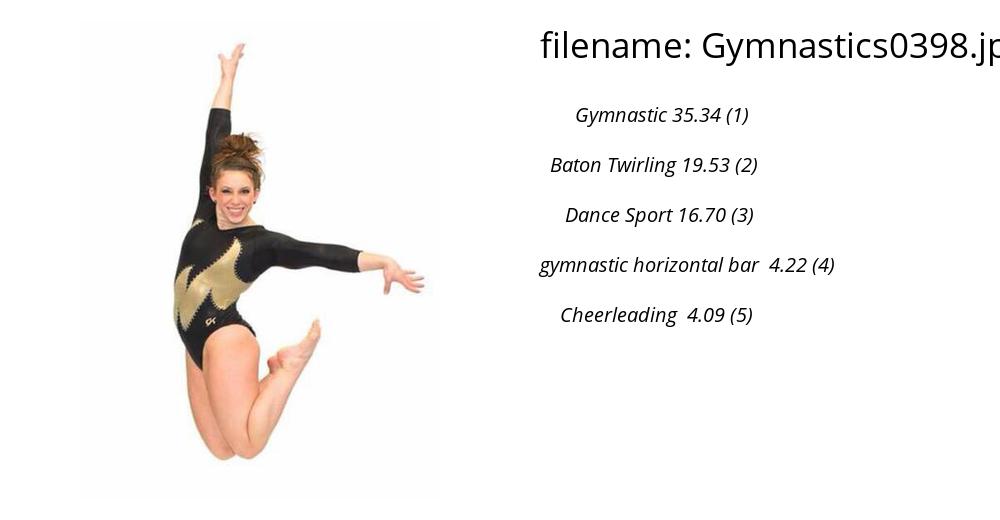 filename: Gymnastics0398.jp
Gymnastic 35.34 (1)
Baton Twirling 19.53 (2)
Dance Sport 16.70 (3)
gymnastic horizontal bar 4.22 (4)
Cheerleading 4.09 (5)